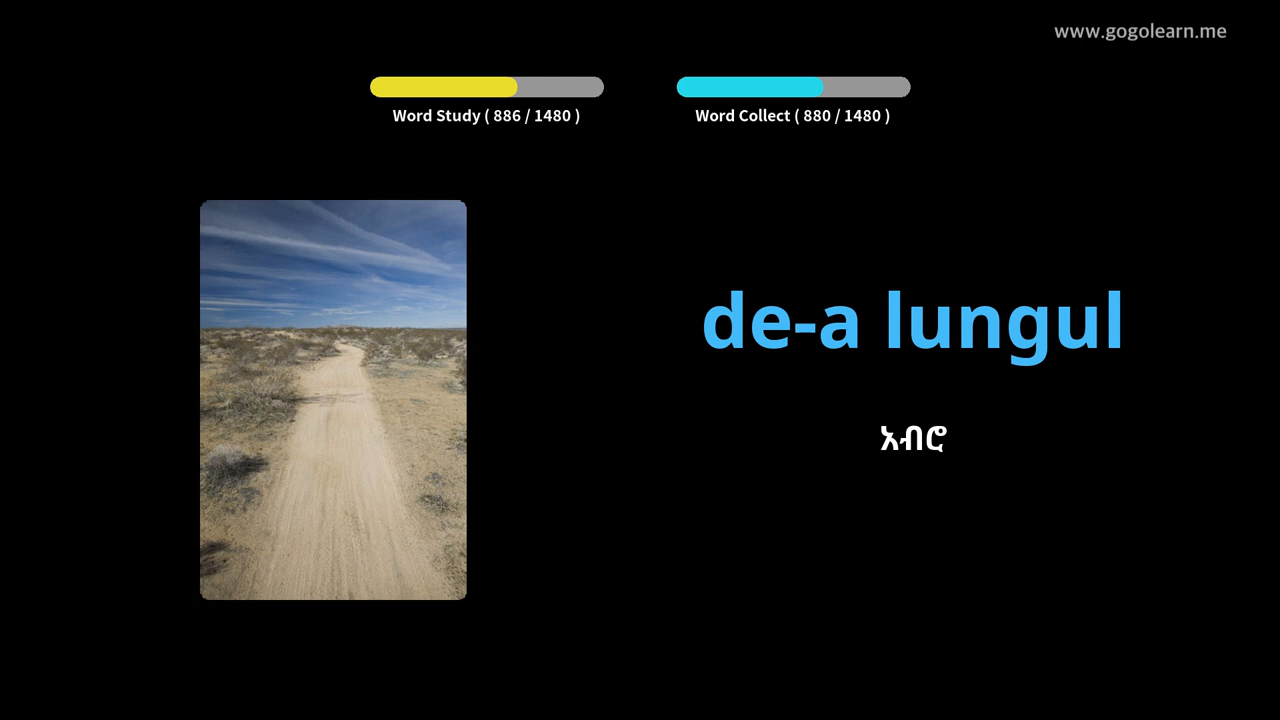 www.gogolearn.me
Word Study ( 886 / 1480 )
Word Collect ( 880 / 1480 )
de-a lungul
አብሮ